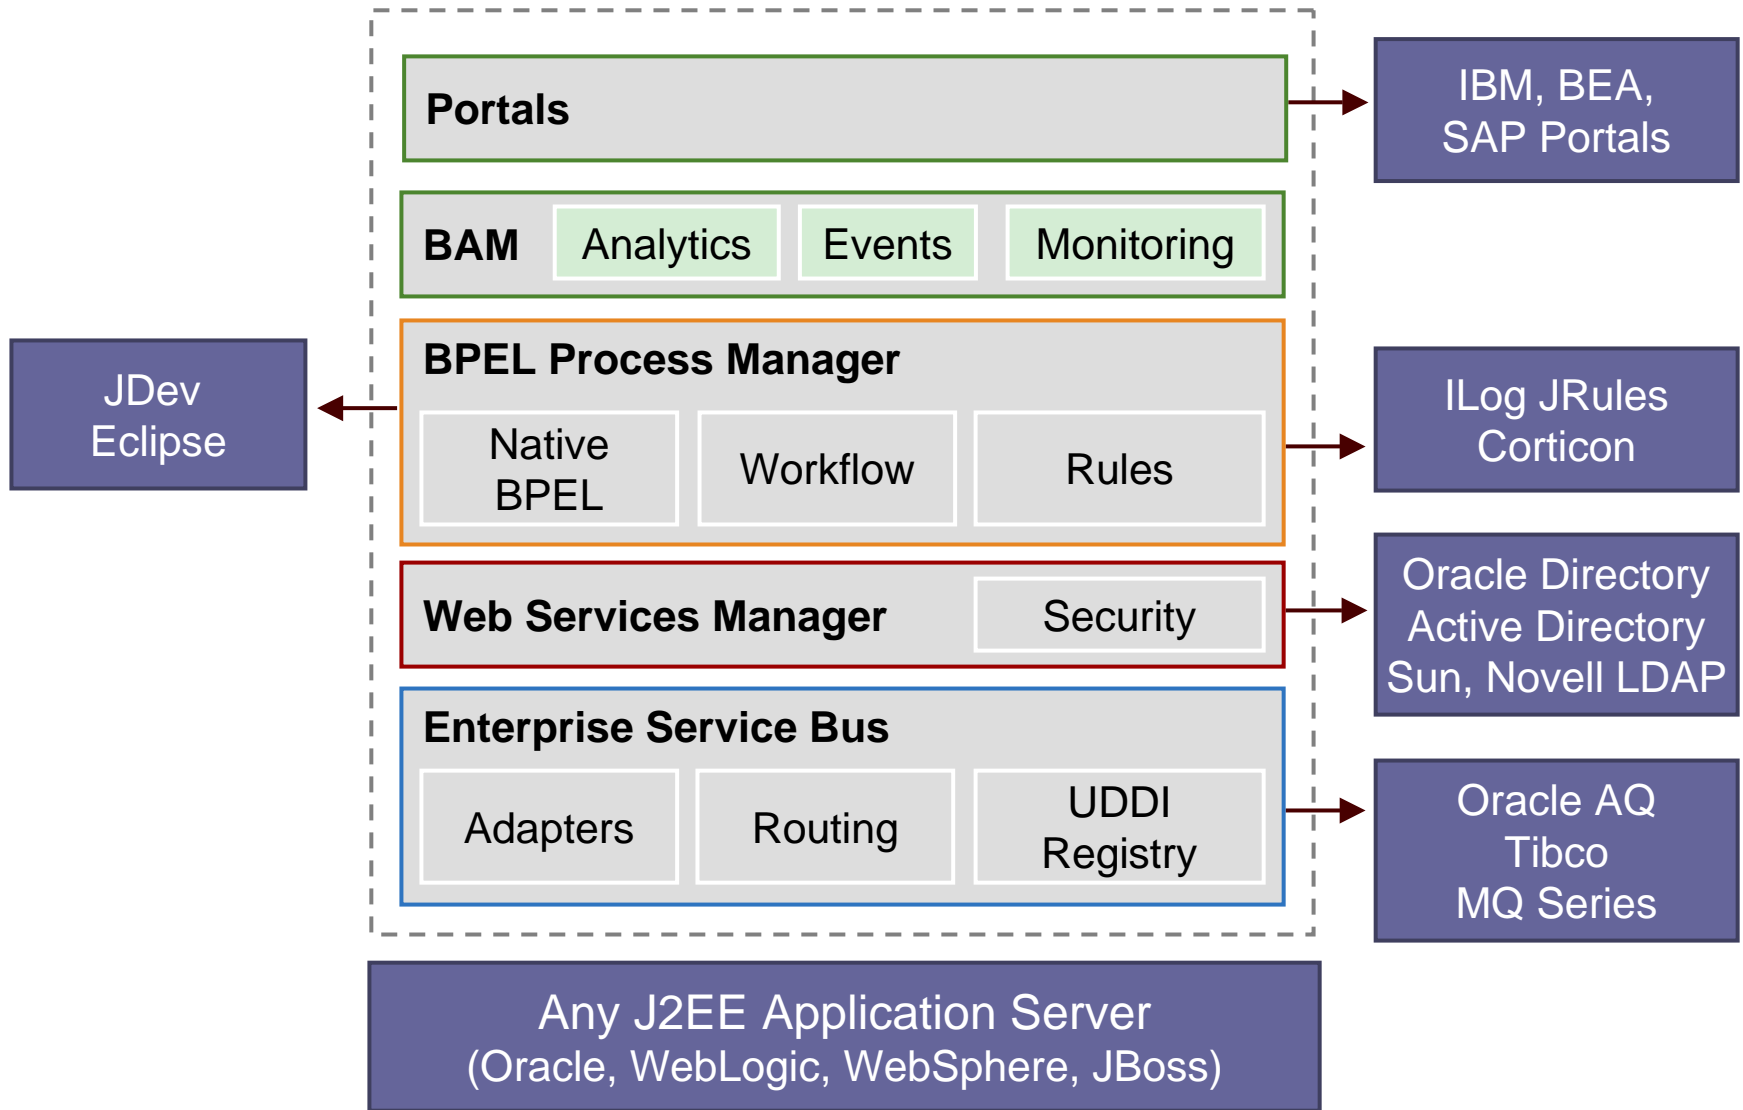 Portals
IBM, BEA,
SAP Portals
BAM
Analytics
Events
Monitoring
BPEL Process Manager
JDev
Eclipse
Native
BPEL
Workflow
Rules
ILog JRules
Corticon
Web Services Manager
Security
Oracle Directory
Active Directory
Sun, Novell LDAP
Enterprise Service Bus
Adapters
Routing
UDDI
Registry
Oracle AQ
Tibco
MQ Series
Any J2EE Application Server
(Oracle, WebLogic, WebSphere, JBoss)